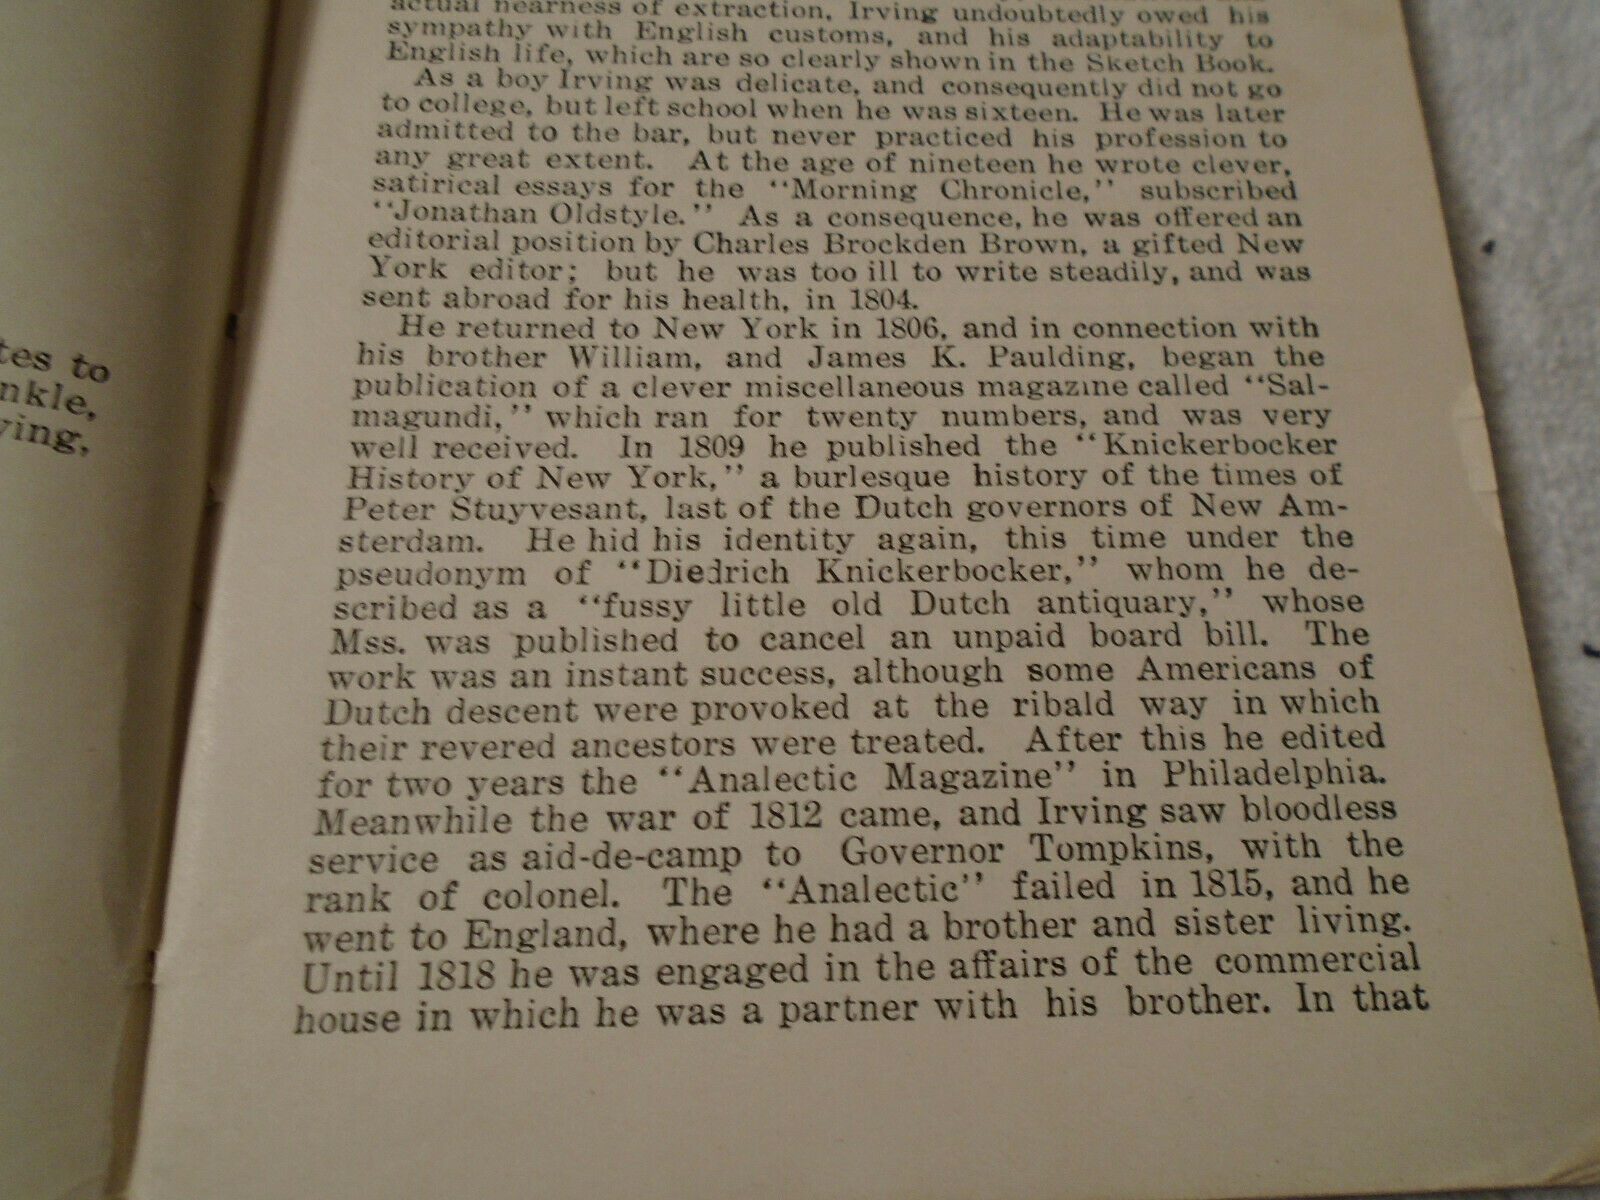 tes to
nkle,
ving,
actual nearness of extraction, Irving undoubtedly owed his
sympathy with English customs, and his adaptability to
English life, which are so clearly shown in the Sketch Book.
As a boy Irving was delicate, and consequently did not go
to college, but left school when he was sixteen. He was later
admitted to the bar, but never practiced his profession to
any great extent. At the age of nineteen he wrote clever,
satirical essays for the "Morning Chronicle," subscribed
"Jonathan Oldstyle." As a consequence, he was offered an
editorial position by Charles Brockden Brown, a gifted New
York editor; but he was too ill to write steadily, and was
sent abroad for his health, in 1804.
He returned to New York in 1806, and in connection with
his brother William, and James K. Paulding, began the
publication of a clever miscellaneous magazine called "Sal-
magundi," which ran for twenty numbers, and was very
well received. In 1809 he published the "Knickerbocker
History of New York," a burlesque history of the times of
Peter Stuyvesant, last of the Dutch governors of New Am-
sterdam. He hid his identity again, this time under the
pseudonym of "Diedrich Knickerbocker," whom he de-
scribed as a "fussy little old Dutch antiquary," whose
Mss. was published to cancel an unpaid board bill. The
work was an instant success, although some Americans of
Dutch descent were provoked at the ribald way in which
their revered ancestors were treated. After this he edited
for two years the "Analectic Magazine" in Philadelphia.
Meanwhile the war of 1812 came, and Irving saw bloodless
service as aid-de-camp to Governor Tompkins, with the
rank of colonel. The "Analectic" failed in 1815, and he
went to England, where he had a brother and sister living.
Until 1818 he was engaged in the affairs of the commercial
house in which he was a partner with his brother. In that